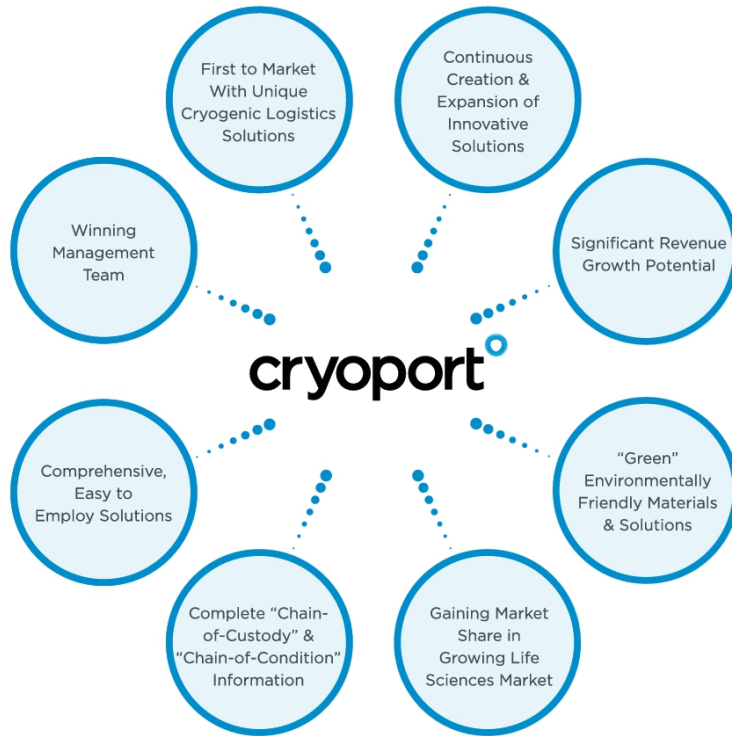 First to Market
With Unique
Cryogenic Logistics
Solutions
Continuous
Creation &
Expansion of
Innovative
Solutions
Winning
Management
Team
Significant Revenue
Growth Potential
cryoport
Comprehensive,
Easy to
Employ Solutions
“Green”
Environmentally
Friendly Materials
& Solutions
Complete “Chain-
of-Custody” &
“Chain-of-Condition”
Information
Gaining Market
Share in
Growing Life
Sciences Market